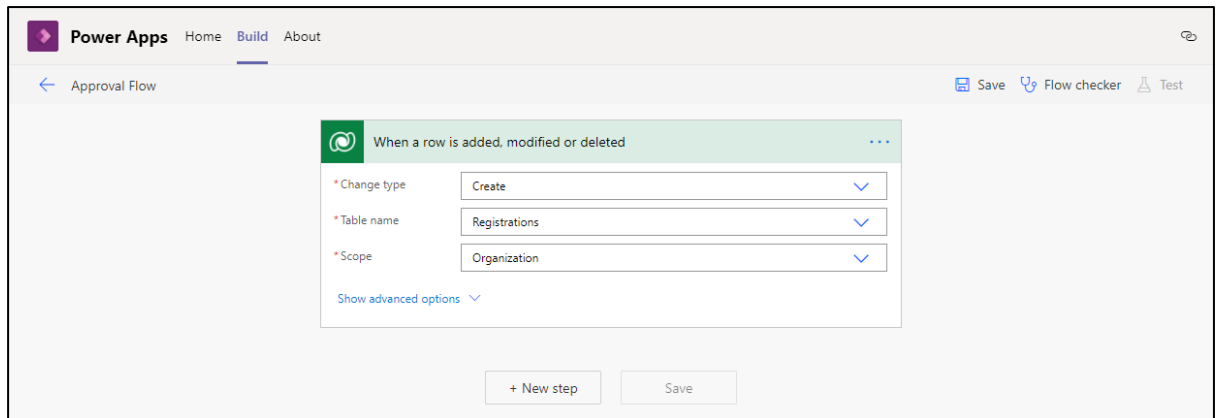 Power Apps Home Build About
Approval Flow Save Flow checker Test
When a row is added, modified or deleted
* Change type Create
* Table name Registrations
* Scope Organization
Show advanced options
+ New step Save